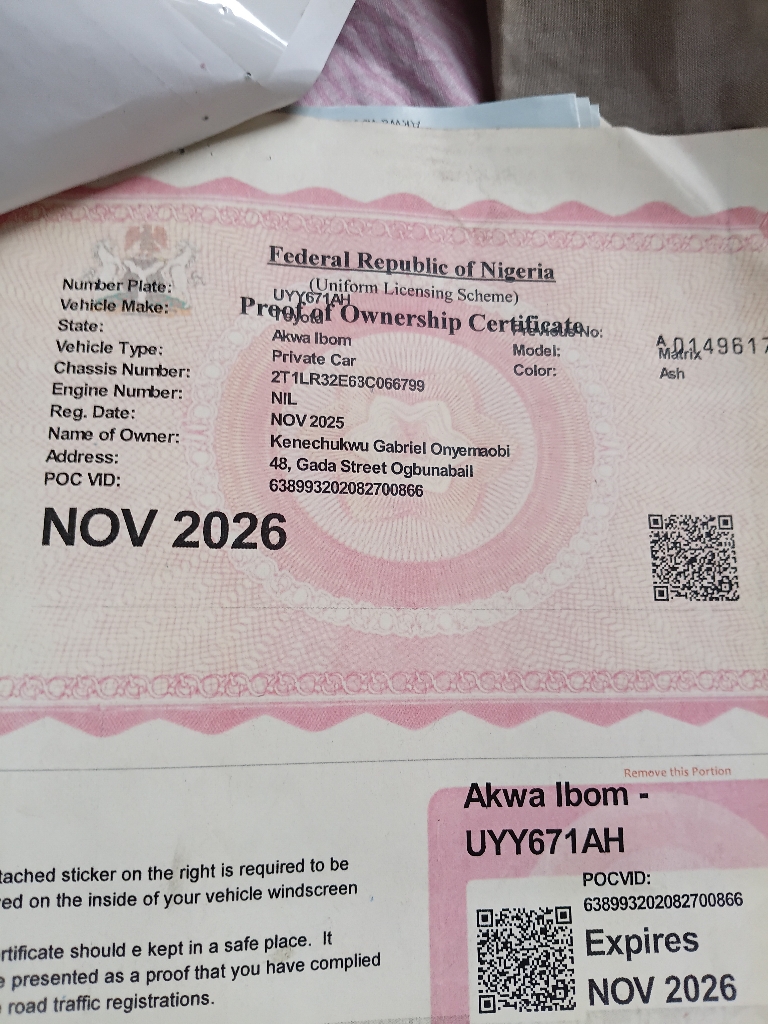 Federal Republic of Nigeria
(Uniform Licensing Scheme)
Proof of Ownership Certificate
Number Plate: UYY671AH No:
Vehicle Make: Toyota
State: Akwa Ibom Model: Matrix
Vehicle Type: Private Car Color: Ash
A0149617
Chassis Number: 2T1LR32E63C066799
Engine Number: NIL
Reg. Date: NOV 2025
Name of Owner: Kenechukwu Gabriel Onyemaobi
Address: 48, Gada Street Ogbunabail
POC VID: 638993202082700866
NOV 2026
Remove this Portion
Akwa Ibom -
UYY671AH
POCVID:
638993202082700866
Expires
NOV 2026
tached sticker on the right is required to be
ed on the inside of your vehicle windscreen
rtificate should e kept in a safe place. It
e presented as a proof that you have complied
road traffic registrations.